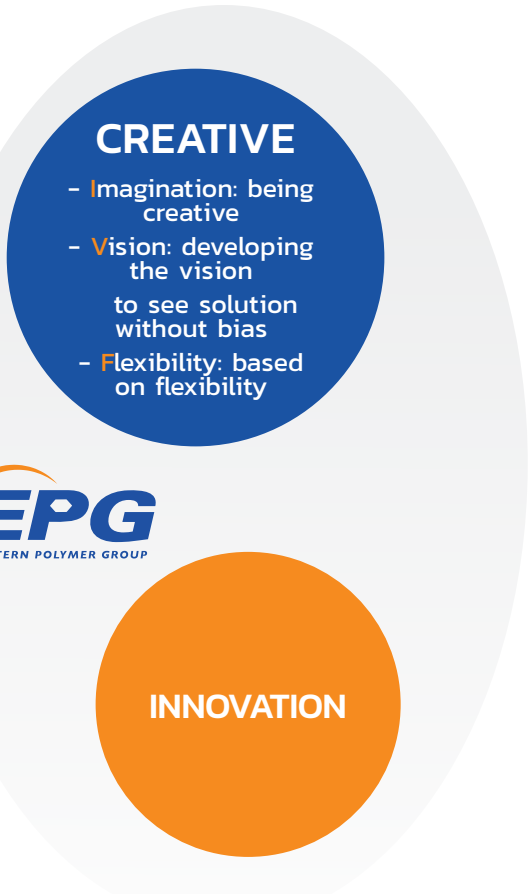 CREATIVE
- Imagination: being
creative
- Vision: developing
the vision
to see solution
without bias
- Flexibility: based
on flexibility
EPG
TERN POLYMER GROUP
INNOVATION